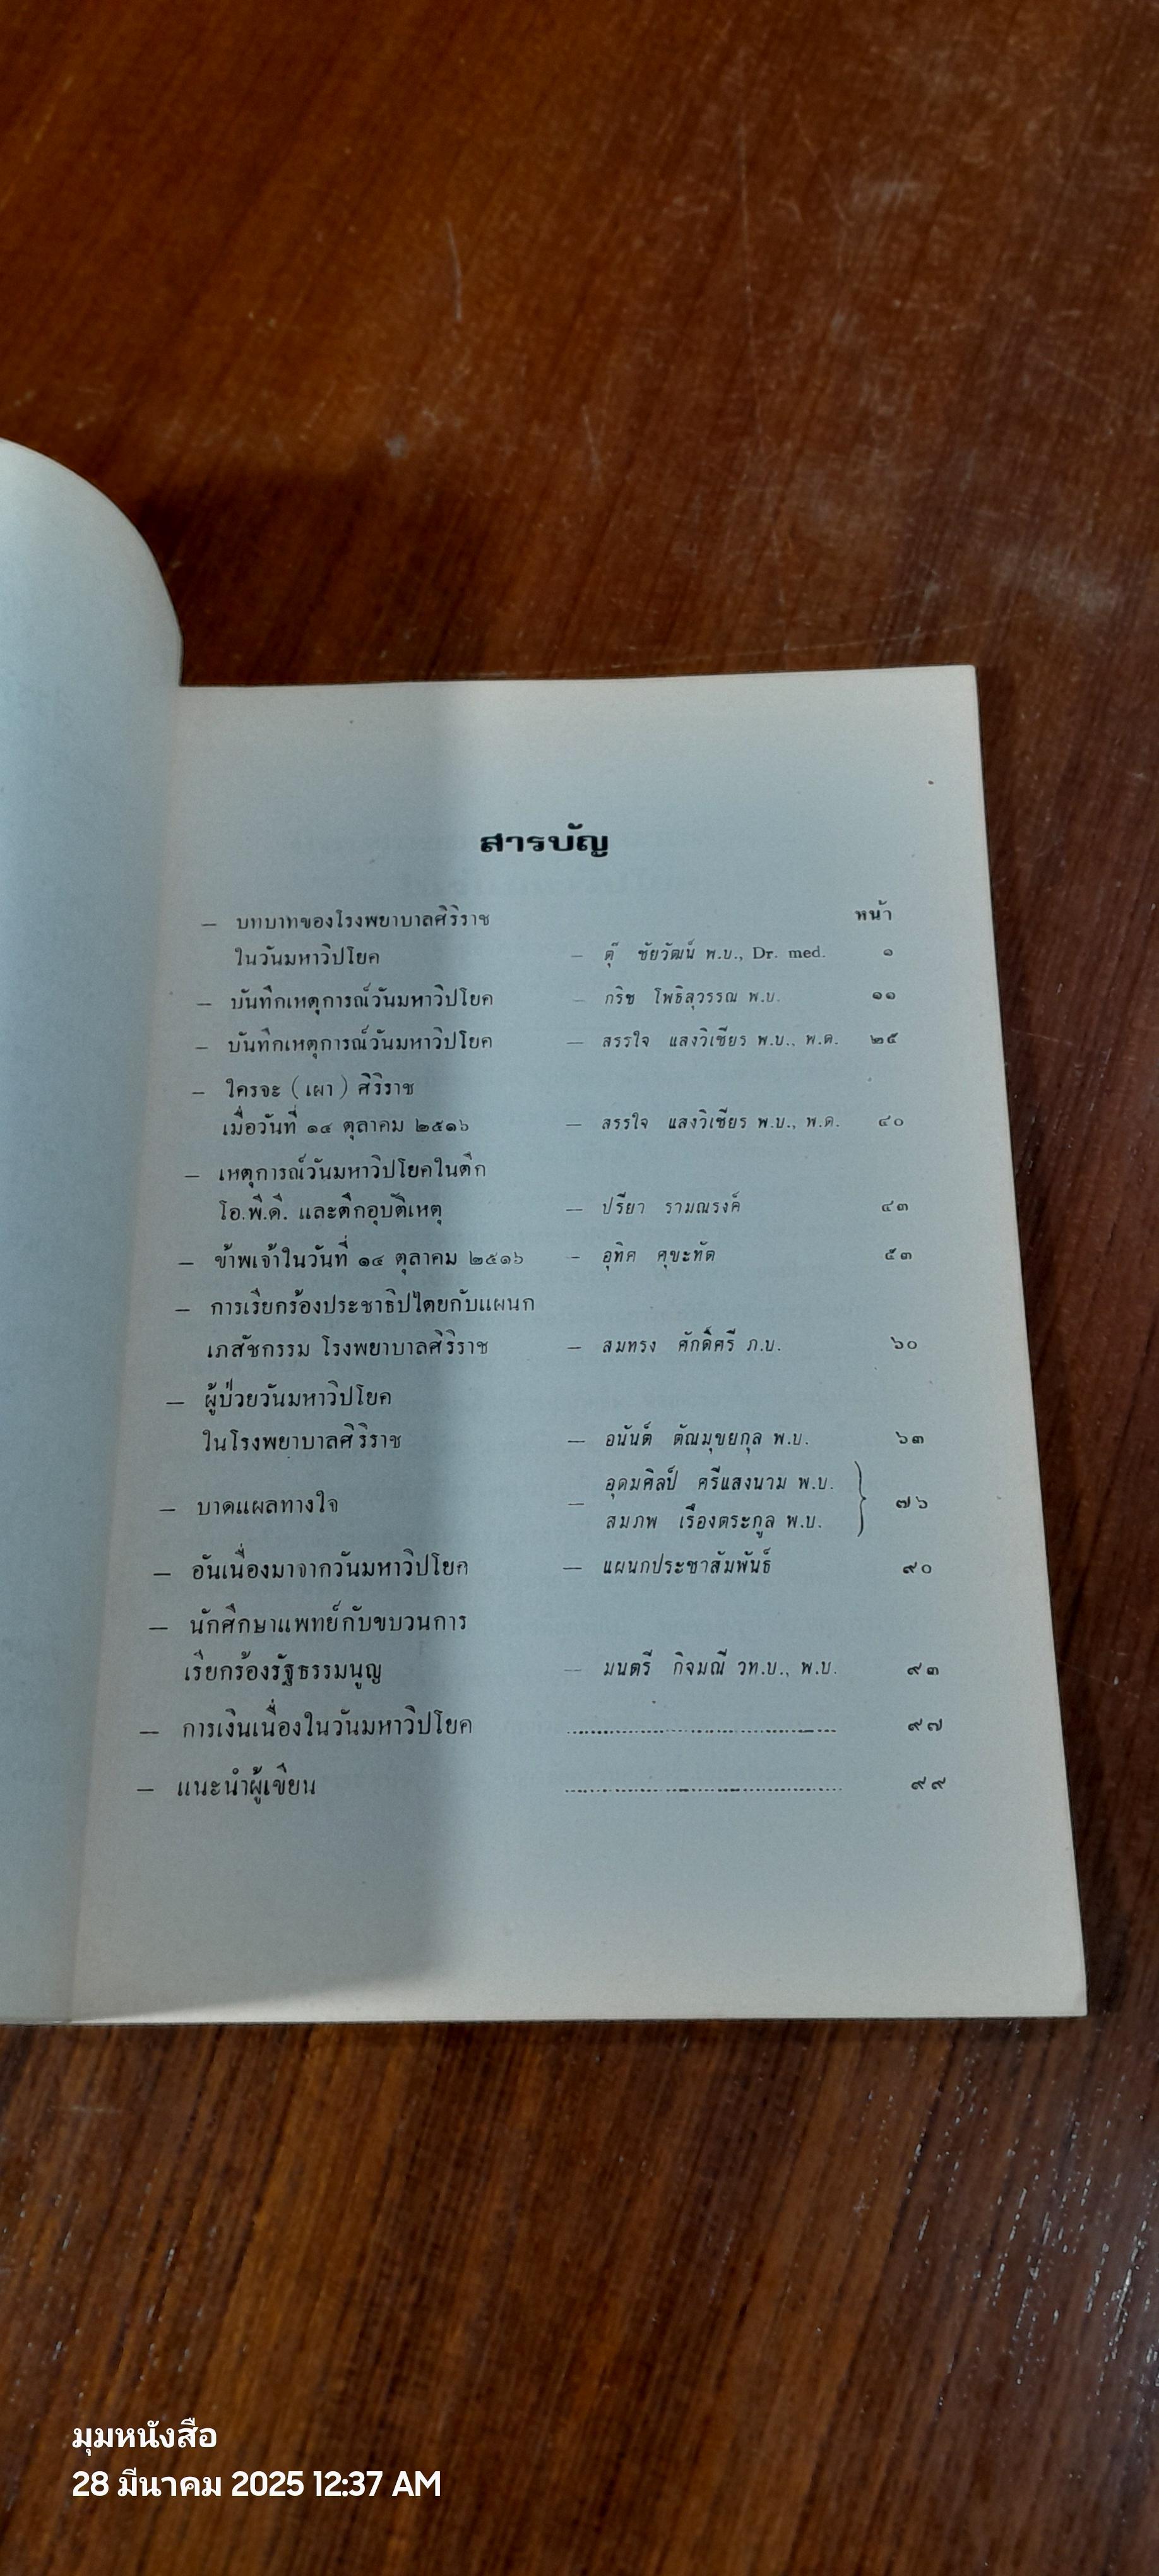 สารบัญ
หน้า
— บทบาทของโรงพยาบาลศิริราช
ในวันมหาวิปโยค — ตุ๊ ชัยวัฒน์ พ.บ., Dr. med. ๑
— บันทึกเหตุการณ์วันมหาวิปโยค — กริช โพธิสุวรรณ พ.บ. ๑๑
— บันทึกเหตุการณ์วันมหาวิปโยค — สรรใจ แสงวิเชียร พ.บ., พ.ด. ๒๕
— ใครจะ (เผา) ศิริราช
เมื่อวันที่ ๑๔ ตุลาคม ๒๕๑๖ — สรรใจ แสงวิเชียร พ.บ., พ.ด. ๔๐
— เหตุการณ์วันมหาวิปโยคในตึก
โอ.พี.ดี. และตึกอุบัติเหตุ — ปรียา รามณรงค์ ๔๓
— ข้าพเจ้าในวันที่ ๑๔ ตุลาคม ๒๕๑๖ — อุทิศ ศุขะทัต ๕๓
— การเรียกร้องประชาธิปไตยกับแผนก
เภสัชกรรม โรงพยาบาลศิริราช — สมทรง ศักดิ์ศรี ภ.บ. ๖๐
— ผู้ป่วยวันมหาวิปโยค
ในโรงพยาบาลศิริราช — อนันต์ ตัณมุขยกุล พ.บ. ๖๓
— บาดแผลทางใจ — อุดมศิลป์ ศรีแสงนาม พ.บ.
สมภพ เรืองตระกูล พ.บ. } ๗๖
— อันเนื่องมาจากวันมหาวิปโยค — แผนกประชาสัมพันธ์ ๙๐
— นักศึกษาแพทย์กับขบวนการ
เรียกร้องรัฐธรรมนูญ — มนตรี กิจมณี วท.บ., พ.บ. ๙๓
— การเงินเนื่องในวันมหาวิปโยค ........................................ ๙๗
— แนะนำผู้เขียน ........................................ ๙๙
มุมหนังสือ
28 มีนาคม 2025 12:37 AM